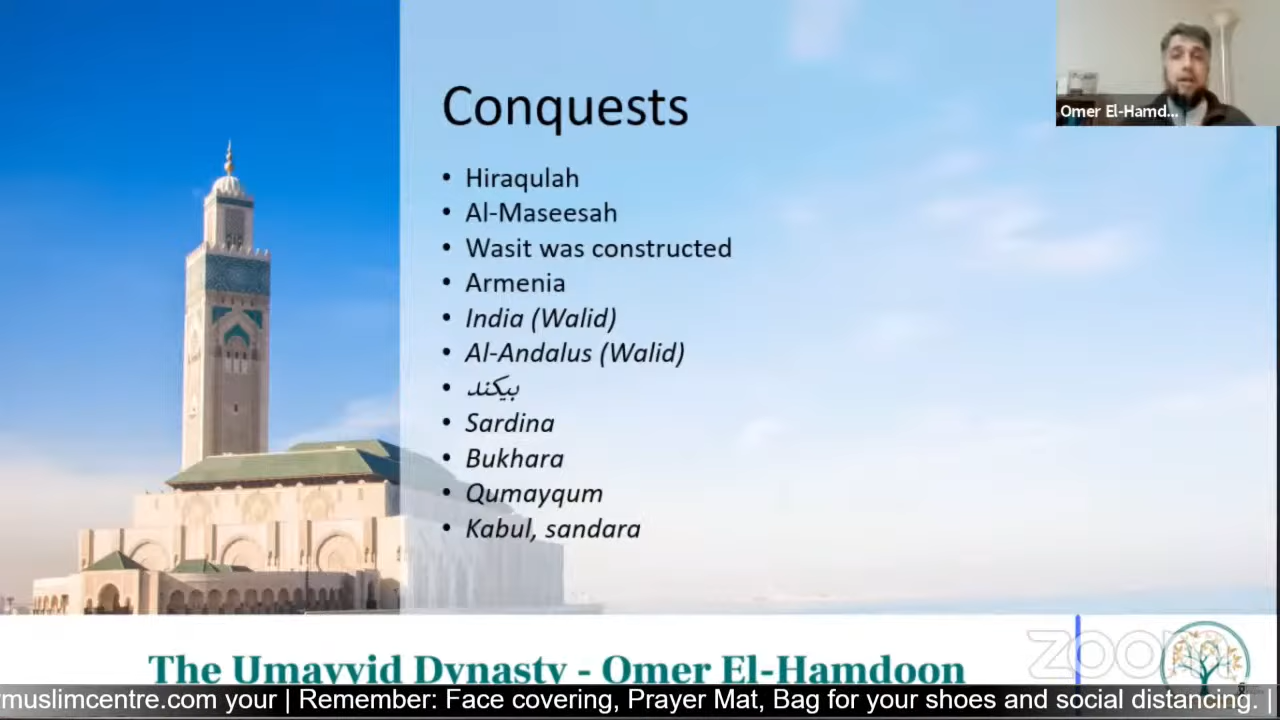 Conquests
• Hiraqulah
• Al-Maseesah
• Wasit was constructed
• Armenia
• India (Walid)
• Al-Andalus (Walid)
• بيكند
• Sardina
• Bukhara
• Qumayqum
• Kabul, sandara
Omer El-Hamd...
The Umayyid Dynasty - Omer El-Hamdoon
zoom
muslimcentre.com your | Remember: Face covering, Prayer Mat, Bag for your shoes and social distancing. |